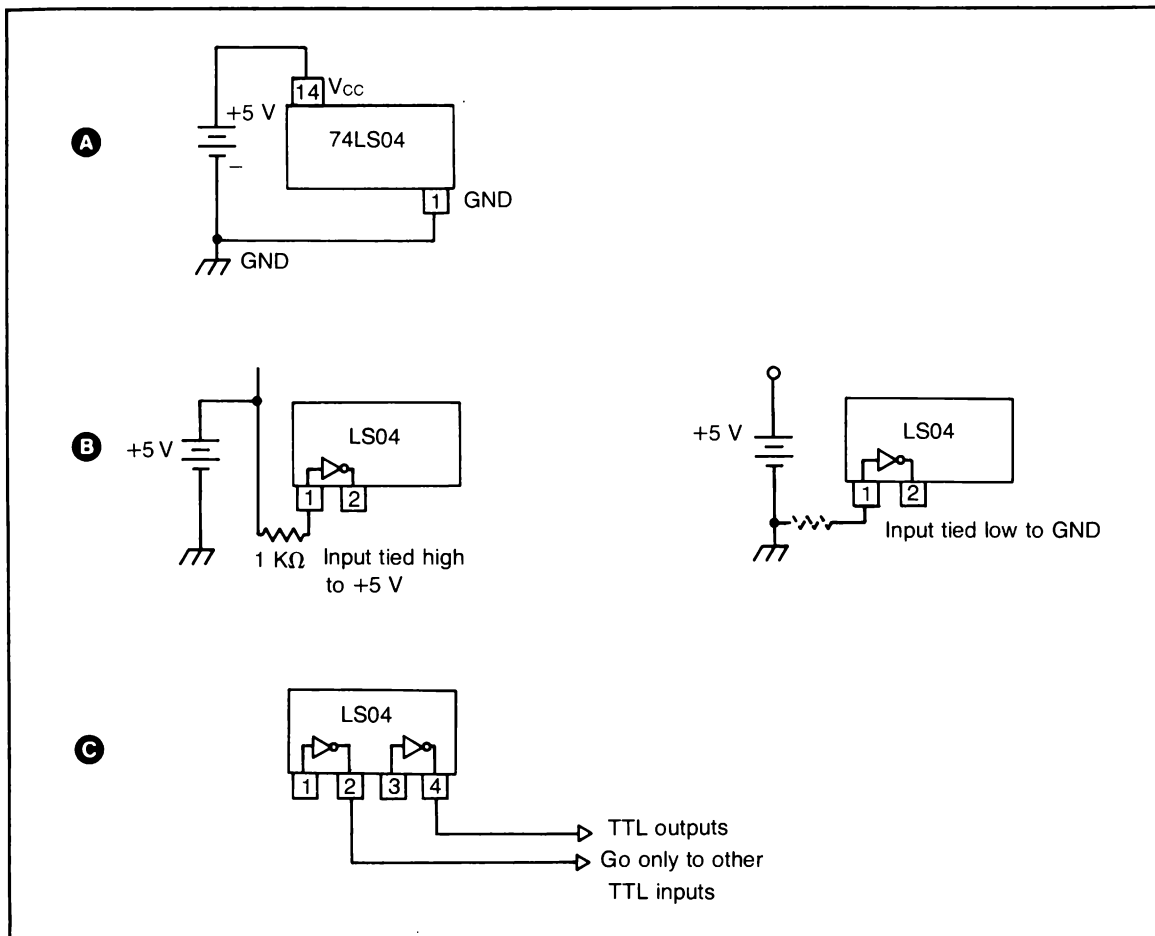 A
14 VCC
+5 V
74LS04
–
1 GND
GND
B
+5 V
LS04
1 2
1 KΩ
Input tied high
to +5 V
+5 V
LS04
1 2
Input tied low to GND
C
LS04
1 2 3 4
TTL outputs
Go only to other
TTL inputs